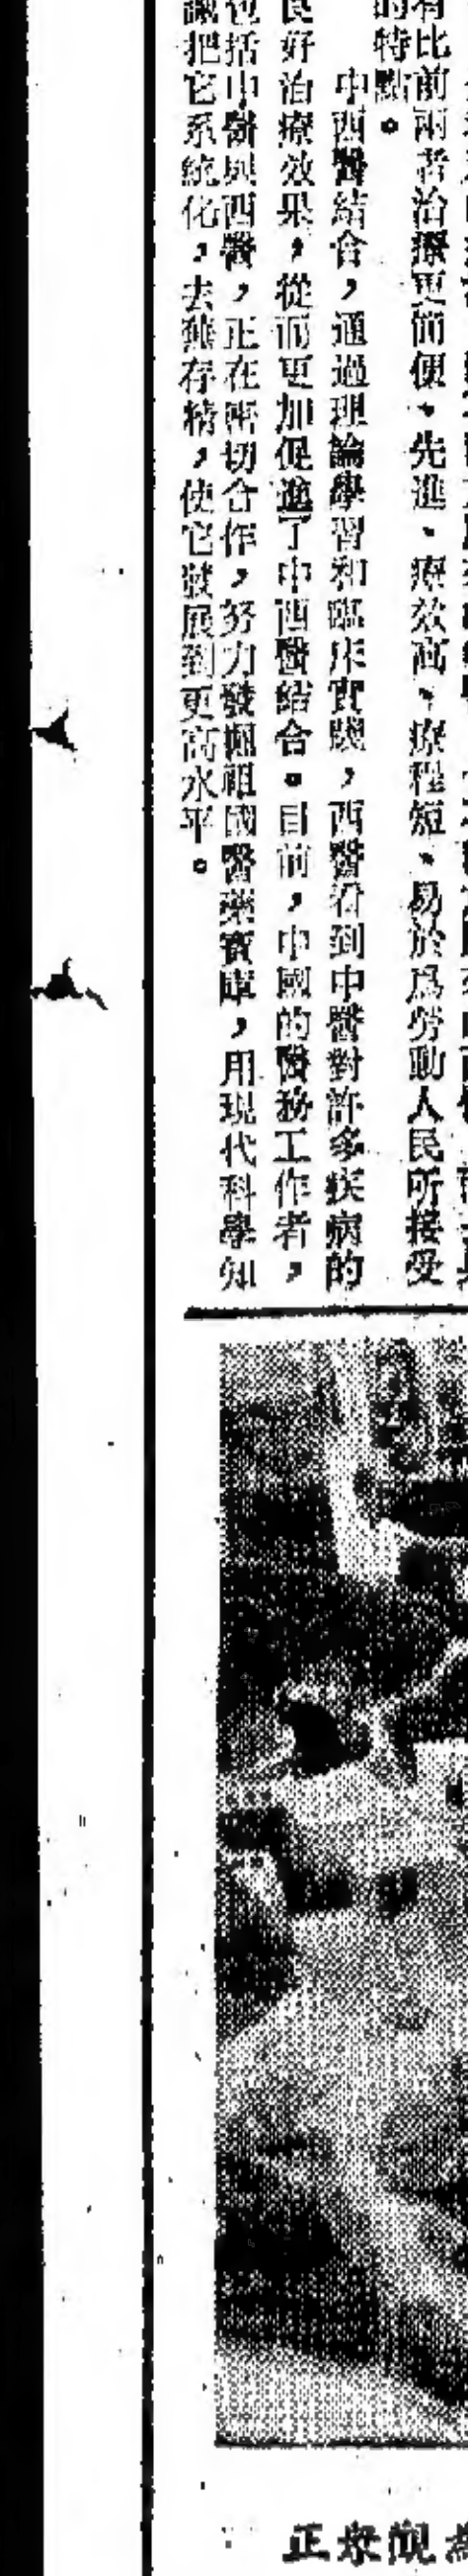 有比前兩者治療更簡便、先進、療效高、療程短、易於爲勞動人民所接受
的特點。
中西醫結合，通過理論學習和臨床實踐，西醫看到中醫對許多疾病的
良好治療效果，從而更加促進了中西醫結合。目前，中國的醫務工作者，
包括中醫與西醫，正在密切合作，努力發掘祖國醫藥寶庫，用現代科學知
識把它系統化，去蕪存精，使它發展到更高水平。
正衆觀